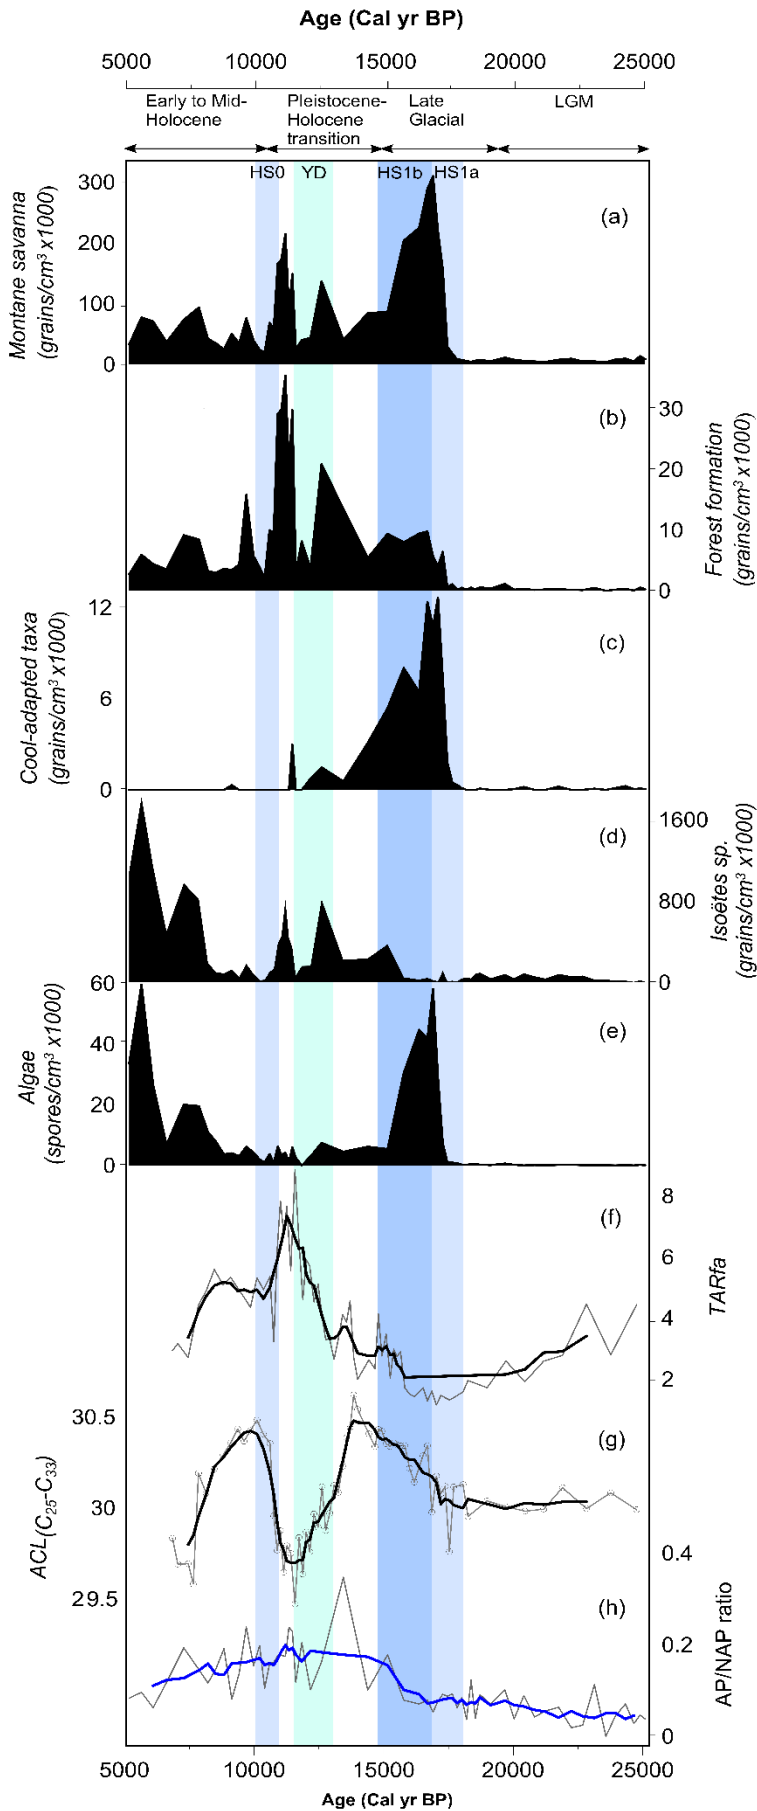 Age (Cal yr BP)
5000 10000 15000 20000 25000
Early to Mid-
Holocene
Pleistocene-
Holocene
transition
Late
Glacial
LGM
HS0 YD HS1b HS1a
Montane savanna
(grains/cm³ x1000)
300
200
100
0
(a)
(b)
30
20
10
0
Forest formation
(grains/cm³ x1000)
Cool-adapted taxa
(grains/cm³ x1000)
12
6
0
(c)
(d)
1600
800
0
Isoëtes sp.
(grains/cm³ x1000)
Algae
(spores/cm³ x1000)
60
40
20
0
(e)
(f)
8
6
4
2
TARfa
ACL(C₂₅-C₃₃)
30.5
30
29.5
(g)
(h)
0.4
0.2
0
AP/NAP ratio
5000 10000 15000 20000 25000
Age (Cal yr BP)